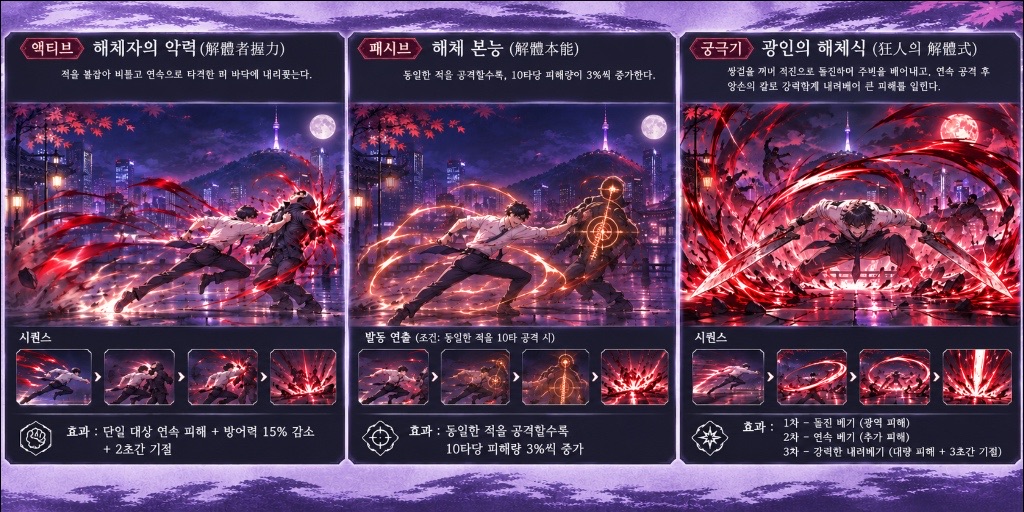 액티브 해체자의 악력 (解體者握力)
적을 붙잡아 비틀고 연속으로 타격한 뒤 바닥에 내리꽂는다.
시퀀스
효과 : 단일 대상 연속 피해 + 방어력 15% 감소
+ 2초간 기절
패시브 해체 본능 (解體本能)
동일한 적을 공격할수록, 10타당 피해량이 3%씩 증가한다.
발동 연출 (조건: 동일한 적을 10타 공격 시)
효과 : 동일한 적을 공격할수록
10타당 피해량 3%씩 증가
궁극기 광인의 해체식 (狂人의 解體式)
쌍검을 꺼내 적진으로 돌진하며 주변을 베어내고, 연속 공격 후
양손의 칼로 강력하게 내려베어 큰 피해를 입힌다.
시퀀스
효과 : 1차 – 돌진 베기 (광역 피해)
2차 – 연속 베기 (추가 피해)
3차 – 강력한 내려베기 (대량 피해 + 3초간 기절)